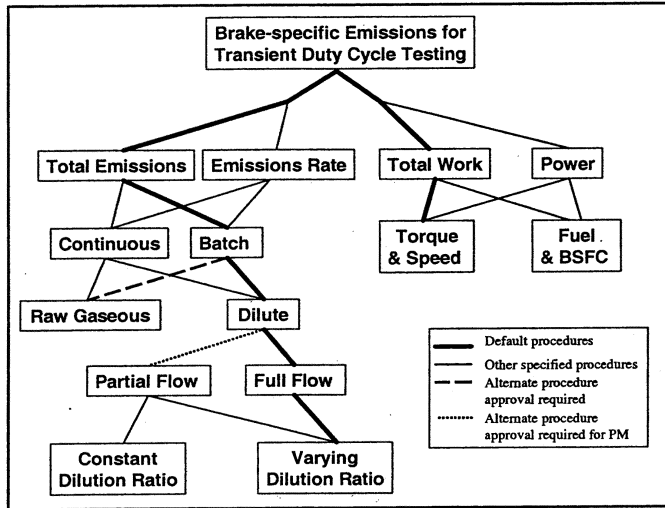 Brake-specific Emissions for
Transient Duty Cycle Testing
Total Emissions
Emissions Rate
Total Work
Power
Continuous
Batch
Torque
& Speed
Fuel
& BSFC
Raw Gaseous
Dilute
Partial Flow
Full Flow
Constant
Dilution Ratio
Varying
Dilution Ratio
Default procedures
Other specified procedures
Alternate procedure
approval required
Alternate procedure
approval required for PM